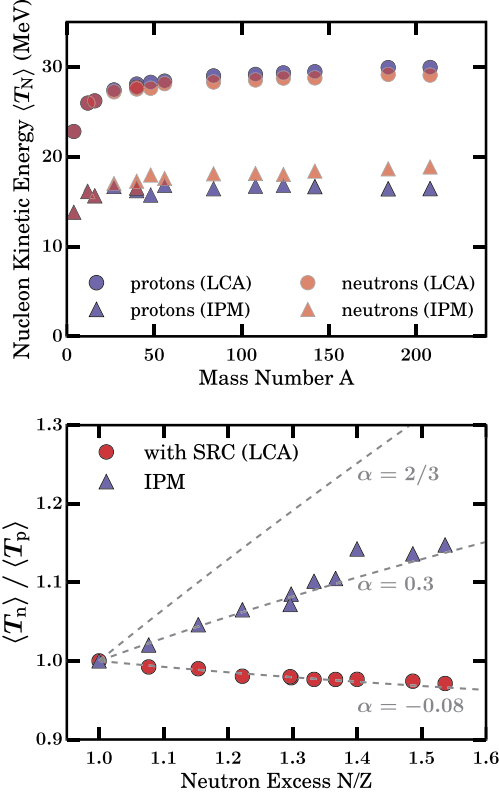 Nucleon Kinetic Energy ⟨T_N⟩ (MeV)
30
20
10
0
protons (LCA)
neutrons (LCA)
protons (IPM)
neutrons (IPM)
0
50
100
150
200
Mass Number A
⟨T_n⟩ / ⟨T_p⟩
1.3
1.2
1.1
1.0
0.9
with SRC (LCA)
IPM
α = 2/3
α = 0.3
α = −0.08
1.0
1.1
1.2
1.3
1.4
1.5
1.6
Neutron Excess N/Z